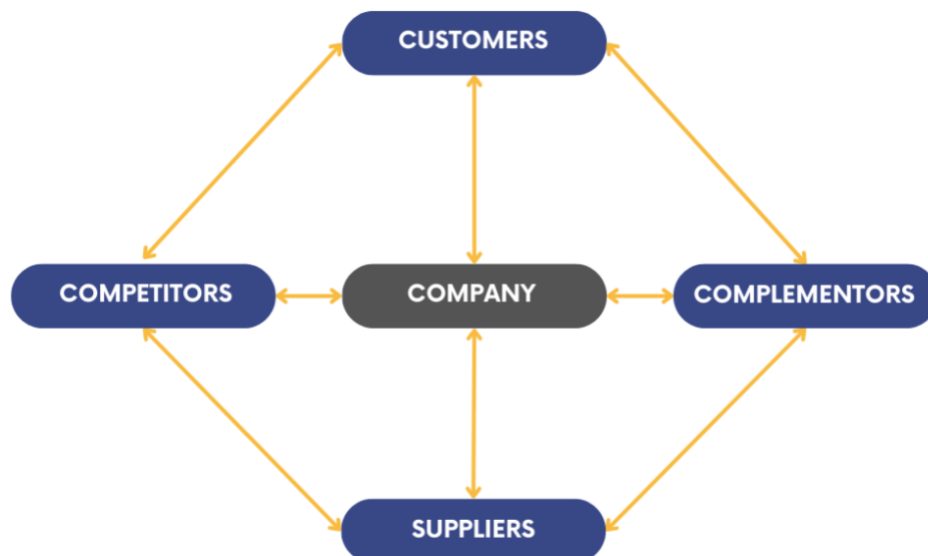 CUSTOMERS
COMPETITORS
COMPANY
COMPLEMENTORS
SUPPLIERS